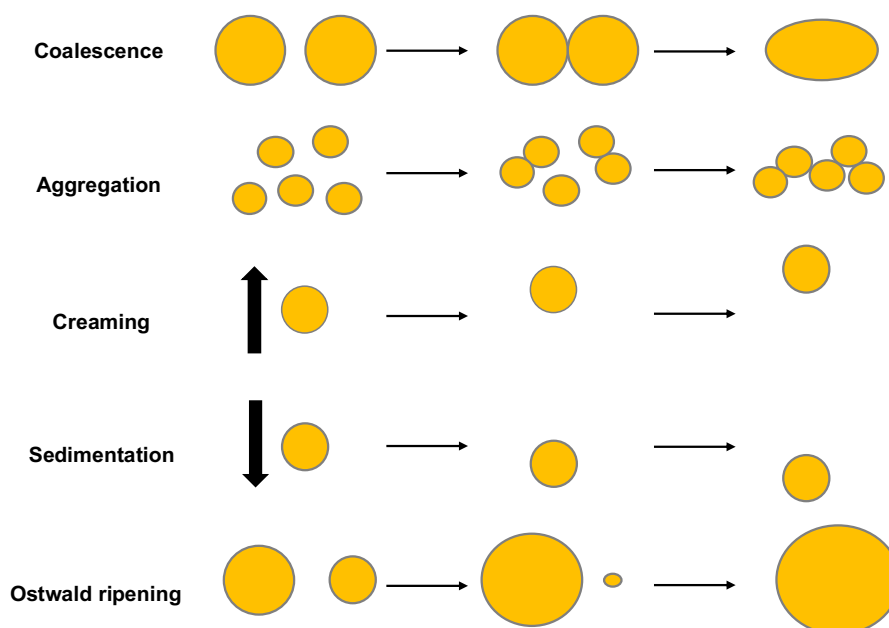 Coalescence
Aggregation
Creaming
Sedimentation
Ostwald ripening